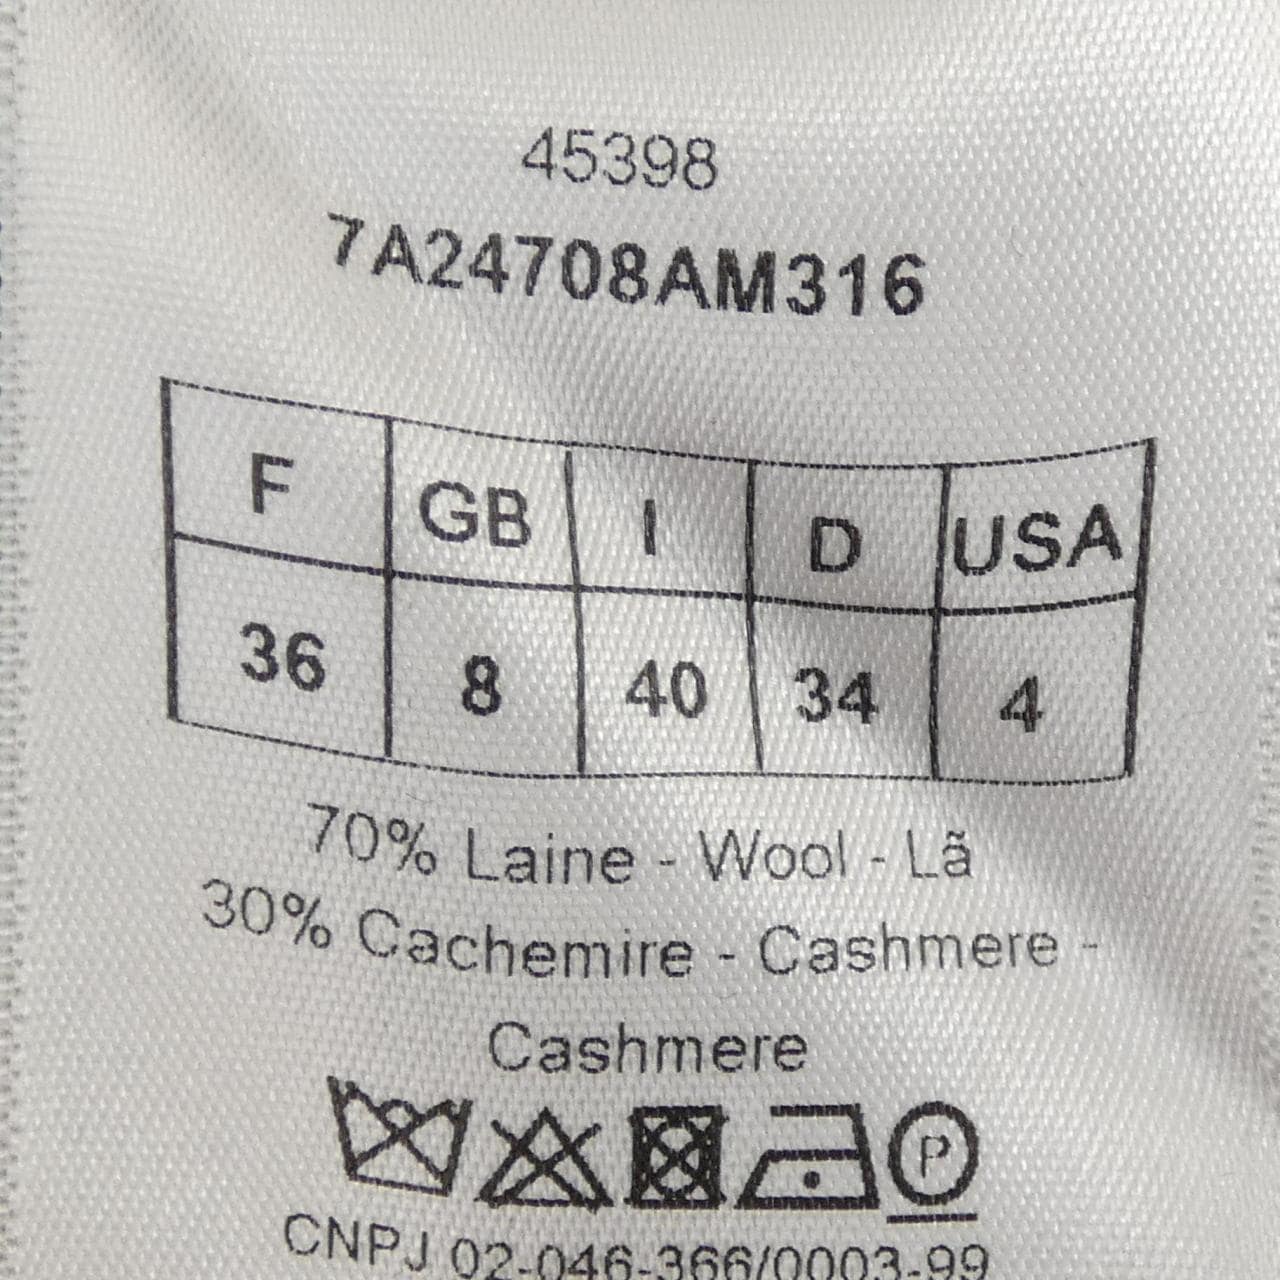 45398
7A24708AM316
F GB I D USA
36 8 40 34 4
70% Laine - Wool - Lã
30% Cachemire - Cashmere -
Cashmere
P
CNPJ 02-046-366/0003-99